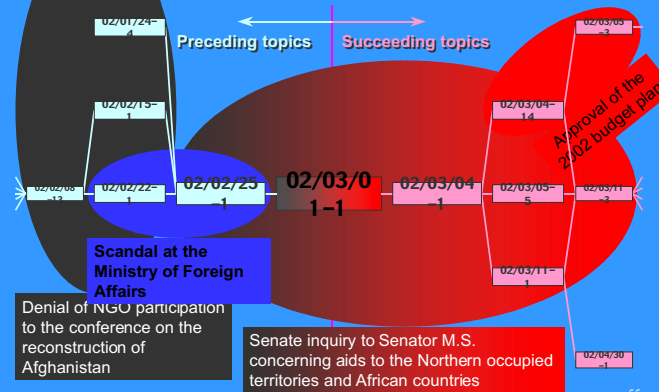 02/01/24-
4
Preceding topics
Succeeding topics
02/03/05
-3
02/02/15-
1
02/03/04-
14
Approval of the
2002 budget plan
02/02/08
-13
02/02/22-
1
02/02/25
-1
02/03/0
1-1
02/03/04
-1
02/03/05-
5
02/03/11
-3
Scandal at the
Ministry of Foreign
Affairs
02/03/11-
1
Denial of NGO participation
to the conference on the
reconstruction of
Afghanistan
Senate inquiry to Senator M.S.
concerning aids to the Northern occupied
territories and African countries
02/04/30
-1